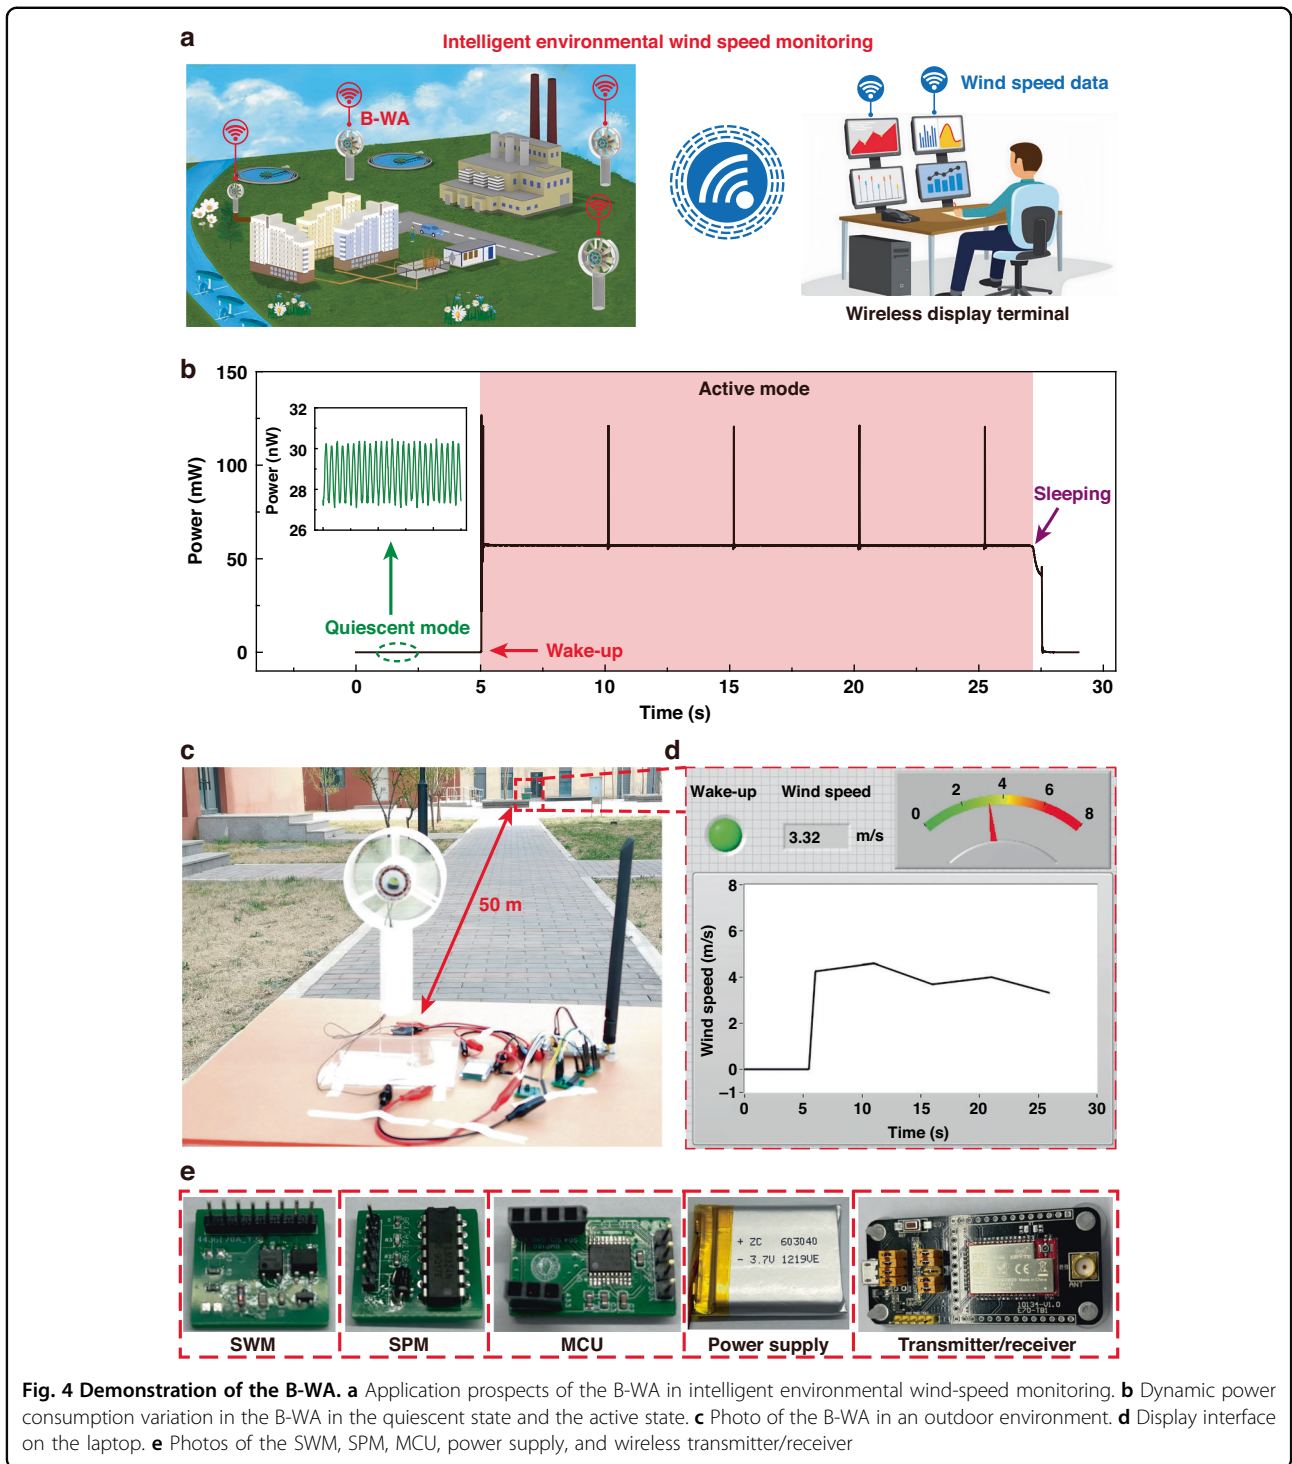 a
Intelligent environmental wind speed monitoring
B-WA
Wind speed data
Wireless display terminal
b
150
100
50
0
Power (mW)
Active mode
32
30
28
26
Power (nW)
Quiescent mode
Wake-up
Sleeping
0 5 10 15 20 25 30
Time (s)
c
50 m
d
Wake-up
Wind speed
3.32 m/s
0 2 4 6 8
8
6
4
2
0
−1
Wind speed (m/s)
0 5 10 15 20 25 30
Time (s)
e
+ ZC 603040
- 3.7V 1219VE
ANT
10134-V1.0
E70-TB1
SWM
SPM
MCU
Power supply
Transmitter/receiver
Fig. 4 Demonstration of the B-WA. a Application prospects of the B-WA in intelligent environmental wind-speed monitoring. b Dynamic power
consumption variation in the B-WA in the quiescent state and the active state. c Photo of the B-WA in an outdoor environment. d Display interface
on the laptop. e Photos of the SWM, SPM, MCU, power supply, and wireless transmitter/receiver